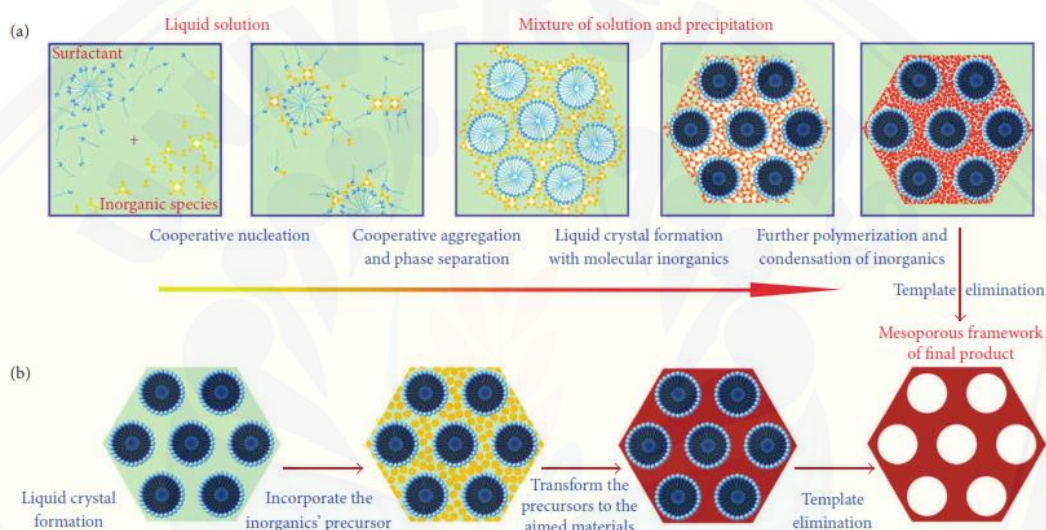 (a)
Liquid solution
Mixture of solution and precipitation
Surfactant
+
Inorganic species
Cooperative nucleation
Cooperative aggregation
and phase separation
Liquid crystal formation
with molecular inorganics
Further polymerization and
condensation of inorganics
Template elimination
Mesoporous framework
of final product
(b)
Liquid crystal
formation
Incorporate the
inorganics' precursor
Transform the
precursors to the
aimed materials
Template
elimination